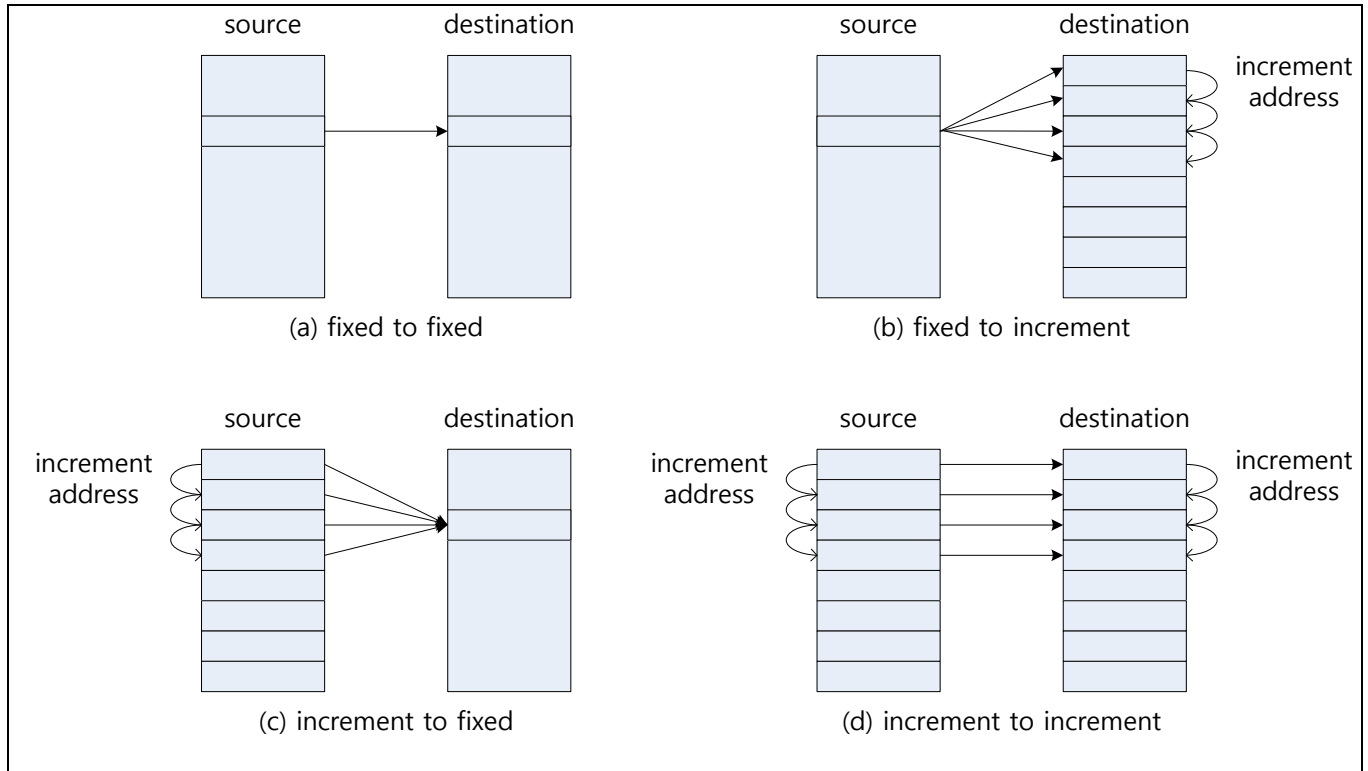 source
destination
source
destination
increment
address
(a) fixed to fixed
(b) fixed to increment
source
destination
source
destination
increment
address
increment
address
increment
address
(c) increment to fixed
(d) increment to increment